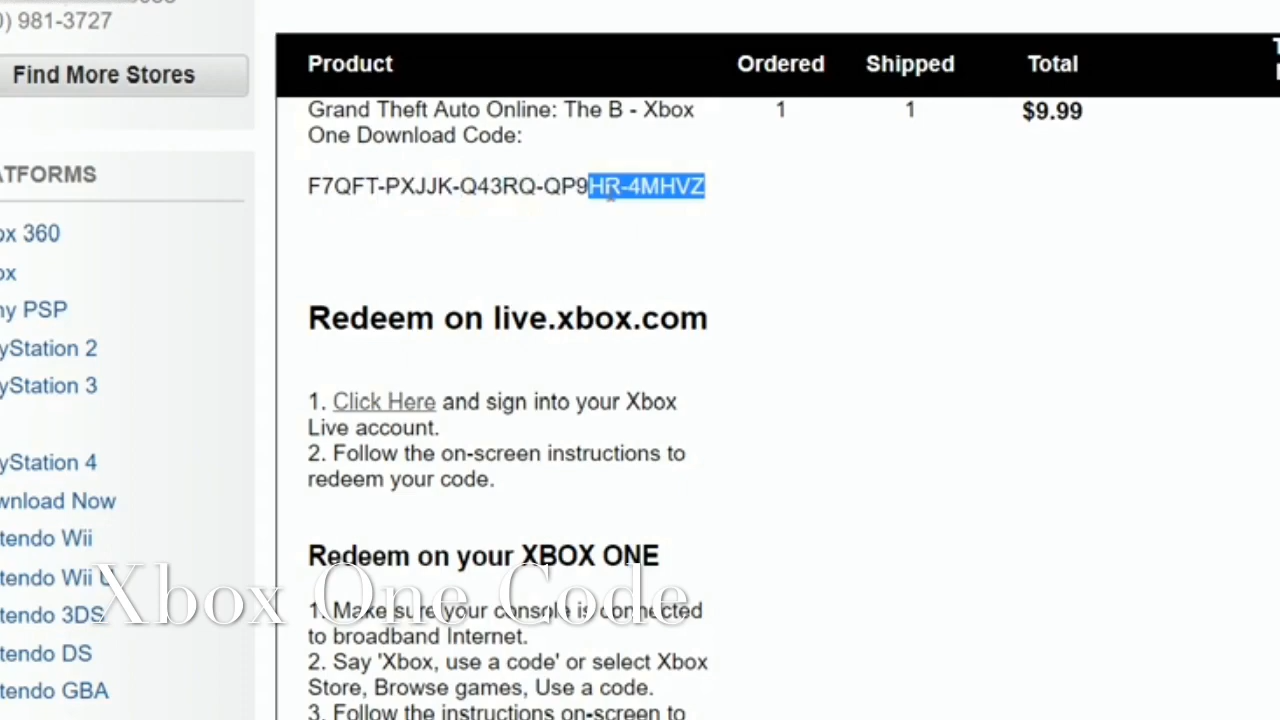 ) 981-3727
Find More Stores
ATFORMS
ox 360
ox
ny PSP
yStation 2
yStation 3
yStation 4
wnload Now
tendo Wii
tendo Wii U
tendo 3DS
tendo DS
tendo GBA
Product Ordered Shipped Total
Grand Theft Auto Online: The B - Xbox 1 1 $9.99
One Download Code:
F7QFT-PXJJK-Q43RQ-QP9HR-4MHVZ
Redeem on live.xbox.com
1. Click Here and sign into your Xbox
Live account.
2. Follow the on-screen instructions to
redeem your code.
Redeem on your XBOX ONE
1. Make sure your console is connected
to broadband Internet.
2. Say 'Xbox, use a code' or select Xbox
Store, Browse games, Use a code.
3. Follow the instructions on-screen to
Xbox One Code